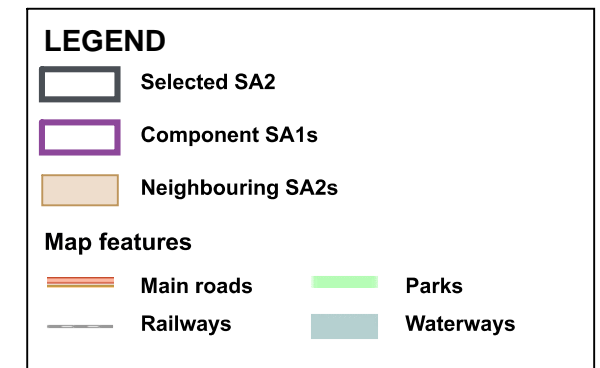 LEGEND
Selected SA2
Component SA1s
Neighbouring SA2s
Map features
Main roads
Parks
Railways
Waterways